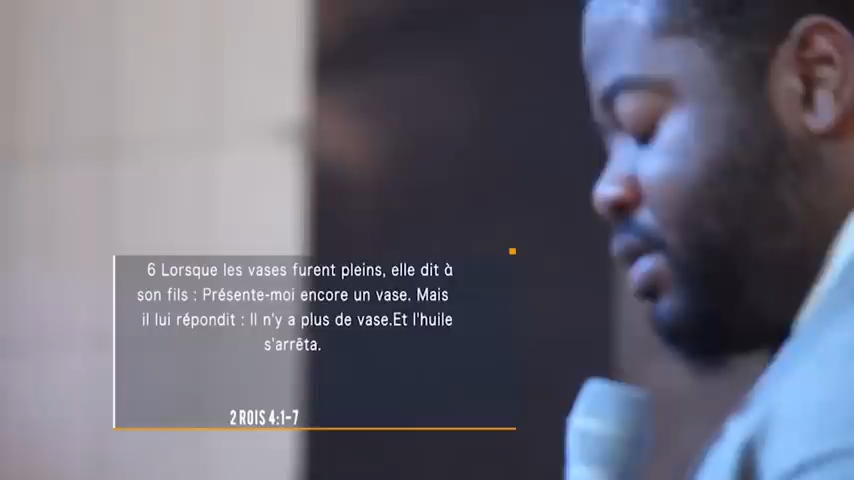 6 Lorsque les vases furent pleins, elle dit à
son fils : Présente-moi encore un vase. Mais
il lui répondit : Il n'y a plus de vase.Et l'huile
s'arrêta.
2 ROIS 4:1-7